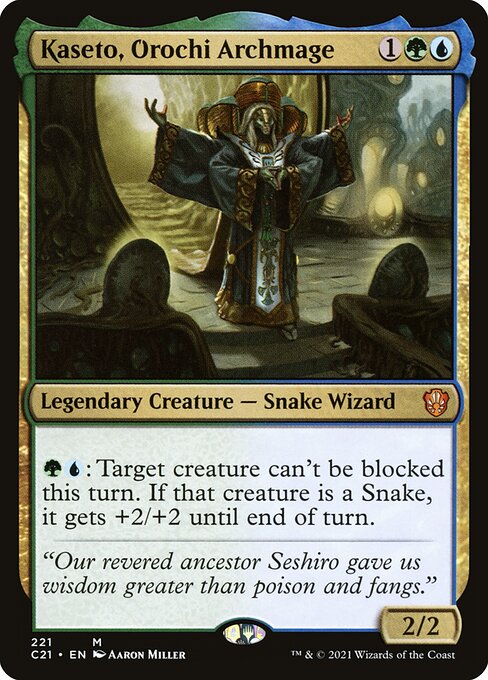 Kaseto, Orochi Archmage 1
Legendary Creature — Snake Wizard
: Target creature can't be blocked
this turn. If that creature is a Snake,
it gets +2/+2 until end of turn.
“Our revered ancestor Seshiro gave us
wisdom greater than poison and fangs.”
2/2
221 M
C21 • EN Aaron Miller
™ & © 2021 Wizards of the Coast